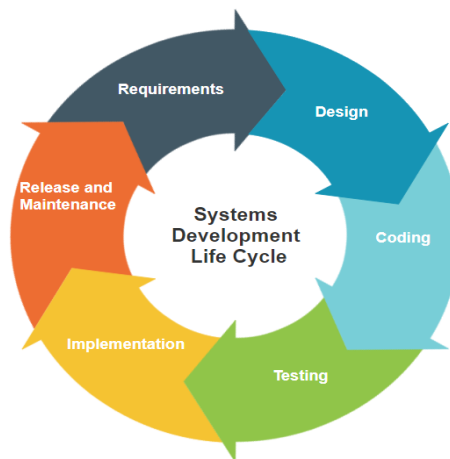 Requirements
Design
Release and
Maintenance
Systems
Development
Life Cycle
Coding
Implementation
Testing